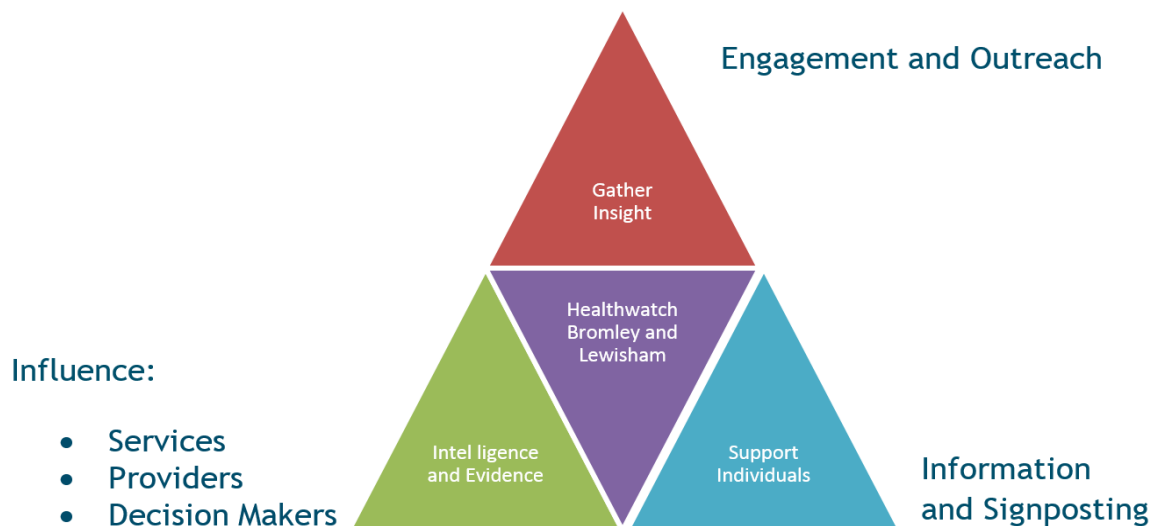 Engagement and Outreach
Gather
Insight
Healthwatch
Bromley and
Lewisham
Influence:
• Services
• Providers
• Decision Makers
Intel ligence
and Evidence
Support
Individuals
Information
and Signposting